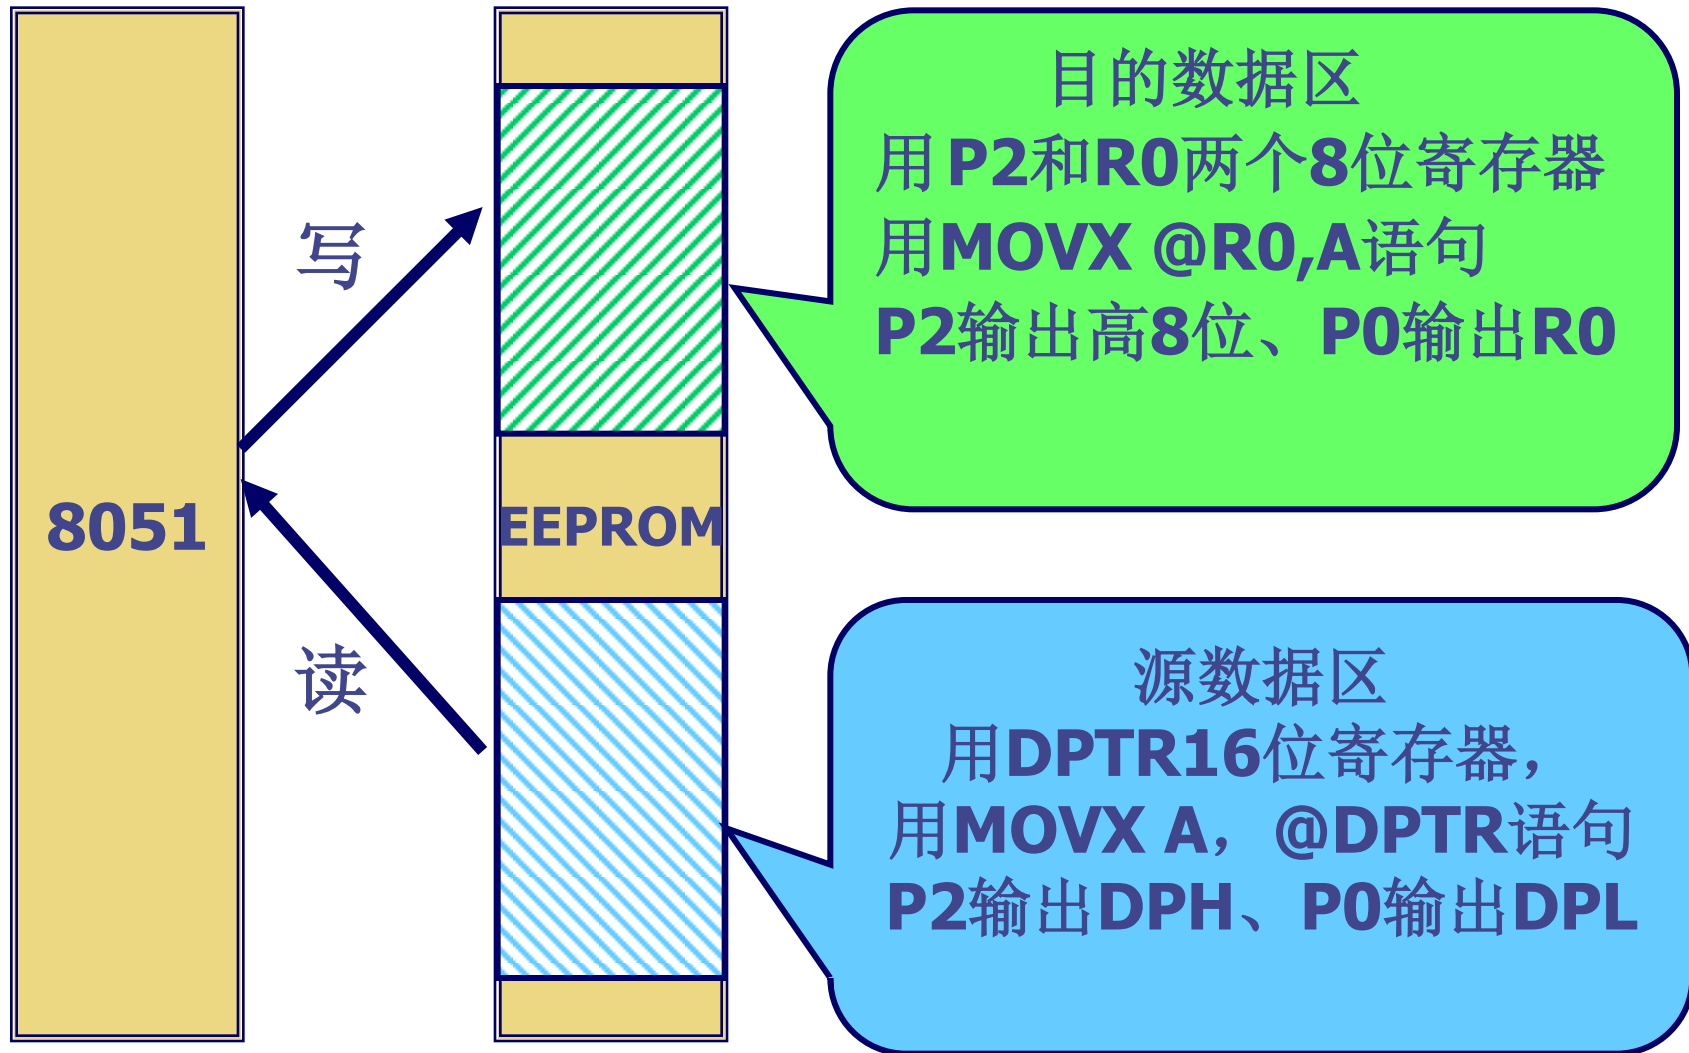 8051
写
读
EEPROM
目的数据区
用P2和R0两个8位寄存器
用MOVX @R0,A语句
P2输出高8位、P0输出R0
源数据区
用DPTR16位寄存器，
用MOVX A，@DPTR语句
P2输出DPH、P0输出DPL